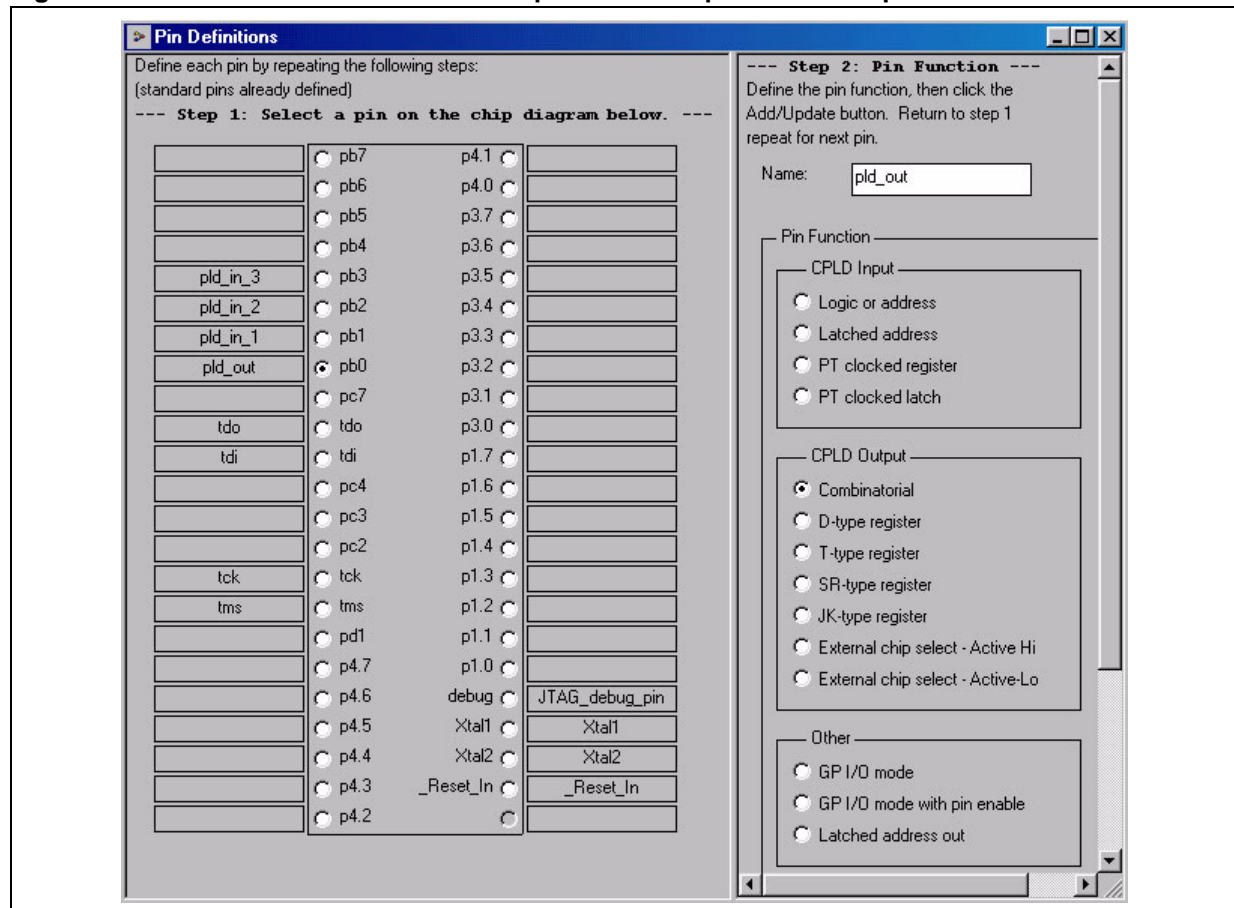 Pin Definitions
Define each pin by repeating the following steps:
(standard pins already defined)
--- Step 1: Select a pin on the chip diagram below. ---
pb7 p4.1
pb6 p4.0
pb5 p3.7
pb4 p3.6
pld_in_3 pb3 p3.5
pld_in_2 pb2 p3.4
pld_in_1 pb1 p3.3
pld_out pb0 p3.2
pc7 p3.1
tdo tdo p3.0
tdi tdi p1.7
pc4 p1.6
pc3 p1.5
pc2 p1.4
tck tck p1.3
tms tms p1.2
pd1 p1.1
p4.7 p1.0
p4.6 debug JTAG_debug_pin
p4.5 Xtal1 Xtal1
p4.4 Xtal2 Xtal2
p4.3 _Reset_In _Reset_In
p4.2
--- Step 2: Pin Function ---
Define the pin function, then click the
Add/Update button. Return to step 1
repeat for next pin.
Name: pld_out
Pin Function
CPLD Input
Logic or address
Latched address
PT clocked register
PT clocked latch
CPLD Output
Combinatorial
D-type register
T-type register
SR-type register
JK-type register
External chip select - Active Hi
External chip select - Active-Lo
Other
GP I/O mode
GP I/O mode with pin enable
Latched address out